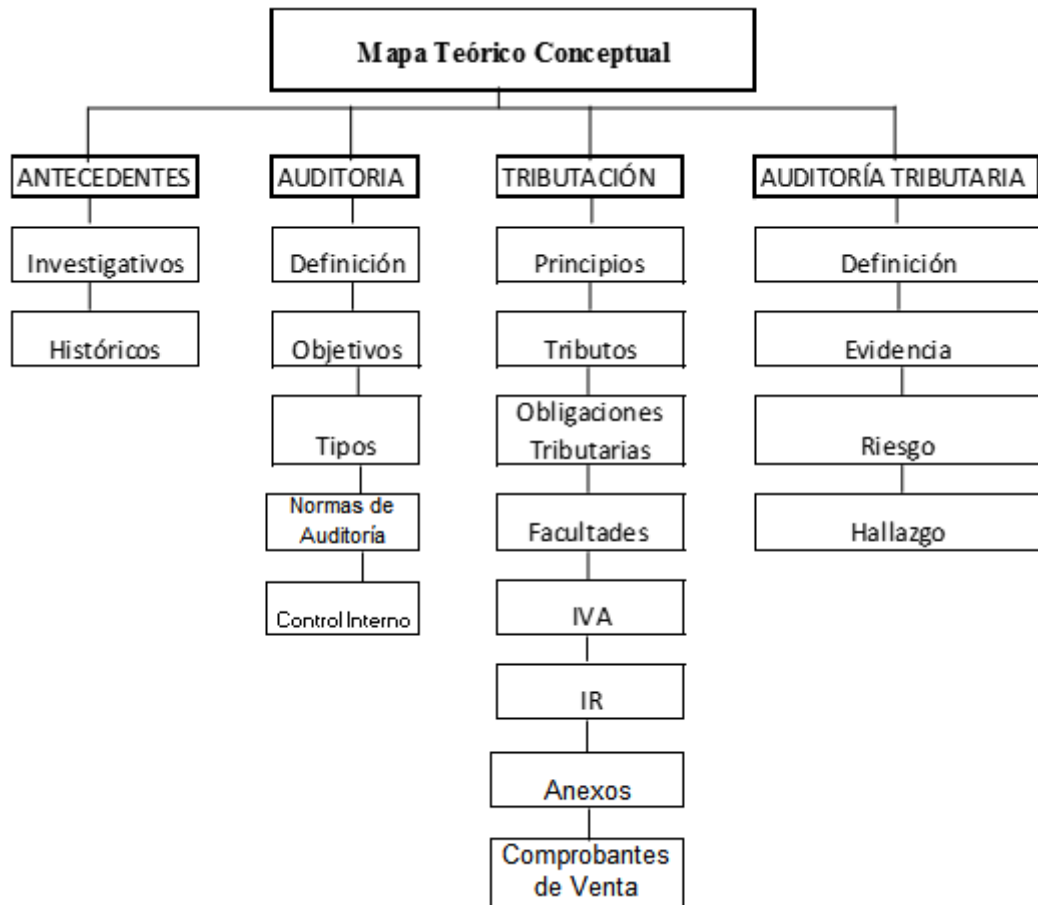 Mapa Teórico Conceptual
ANTECEDENTES
Investigativos
Históricos
AUDITORIA
Definición
Objetivos
Tipos
Normas de
Auditoría
Control Interno
TRIBUTACIÓN
Principios
Tributos
Obligaciones
Tributarias
Facultades
IVA
IR
Anexos
Comprobantes
de Venta
AUDITORÍA TRIBUTARIA
Definición
Evidencia
Riesgo
Hallazgo